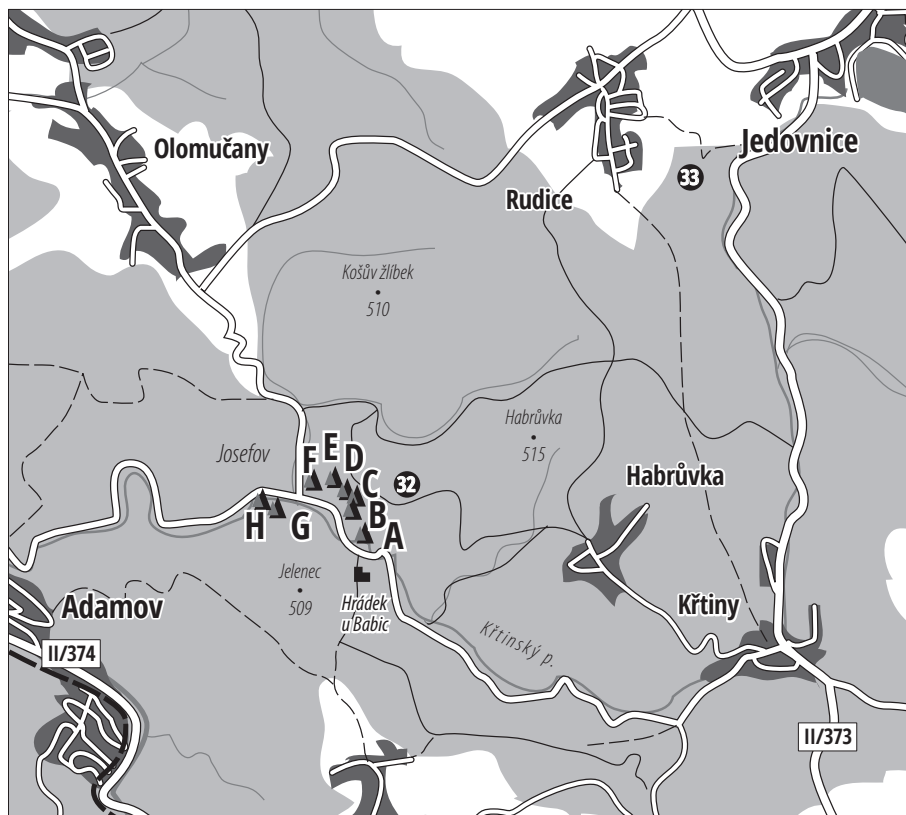 Olomučany
Jedovnice
33
Rudice
Košův žlíbek
510
Habrůvka
515
Josefov
E
D
F
C
32
Habrůvka
B
H
G
A
Jelenec
509
Hrádek
u Babic
Adamov
Křtiny
Křtinský p.
II/374
II/373